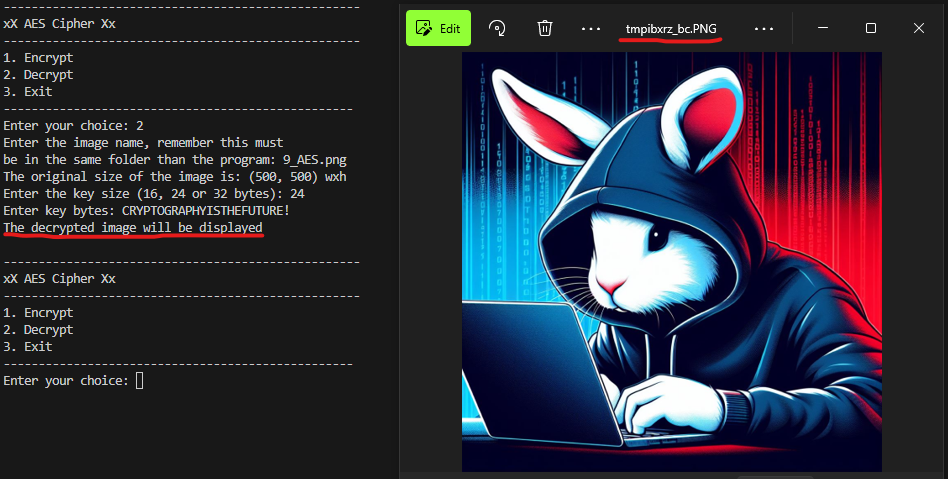 -----------------------------------------------
xX AES Cipher Xx
-----------------------------------------------
1. Encrypt
2. Decrypt
3. Exit
----------------------------------------------
Enter your choice: 2
Enter the image name, remember this must
be in the same folder than the program: 9_AES.png
The original size of the image is: (500, 500) wxh
Enter the key size (16, 24 or 32 bytes): 24
Enter key bytes: CRYPTOGRAPHYISTHEFUTURE!
The decrypted image will be displayed
-----------------------------------------------
xX AES Cipher Xx
-----------------------------------------------
1. Encrypt
2. Decrypt
3. Exit
----------------------------------------------
Enter your choice:
Edit
tmpibxrz_bc.PNG